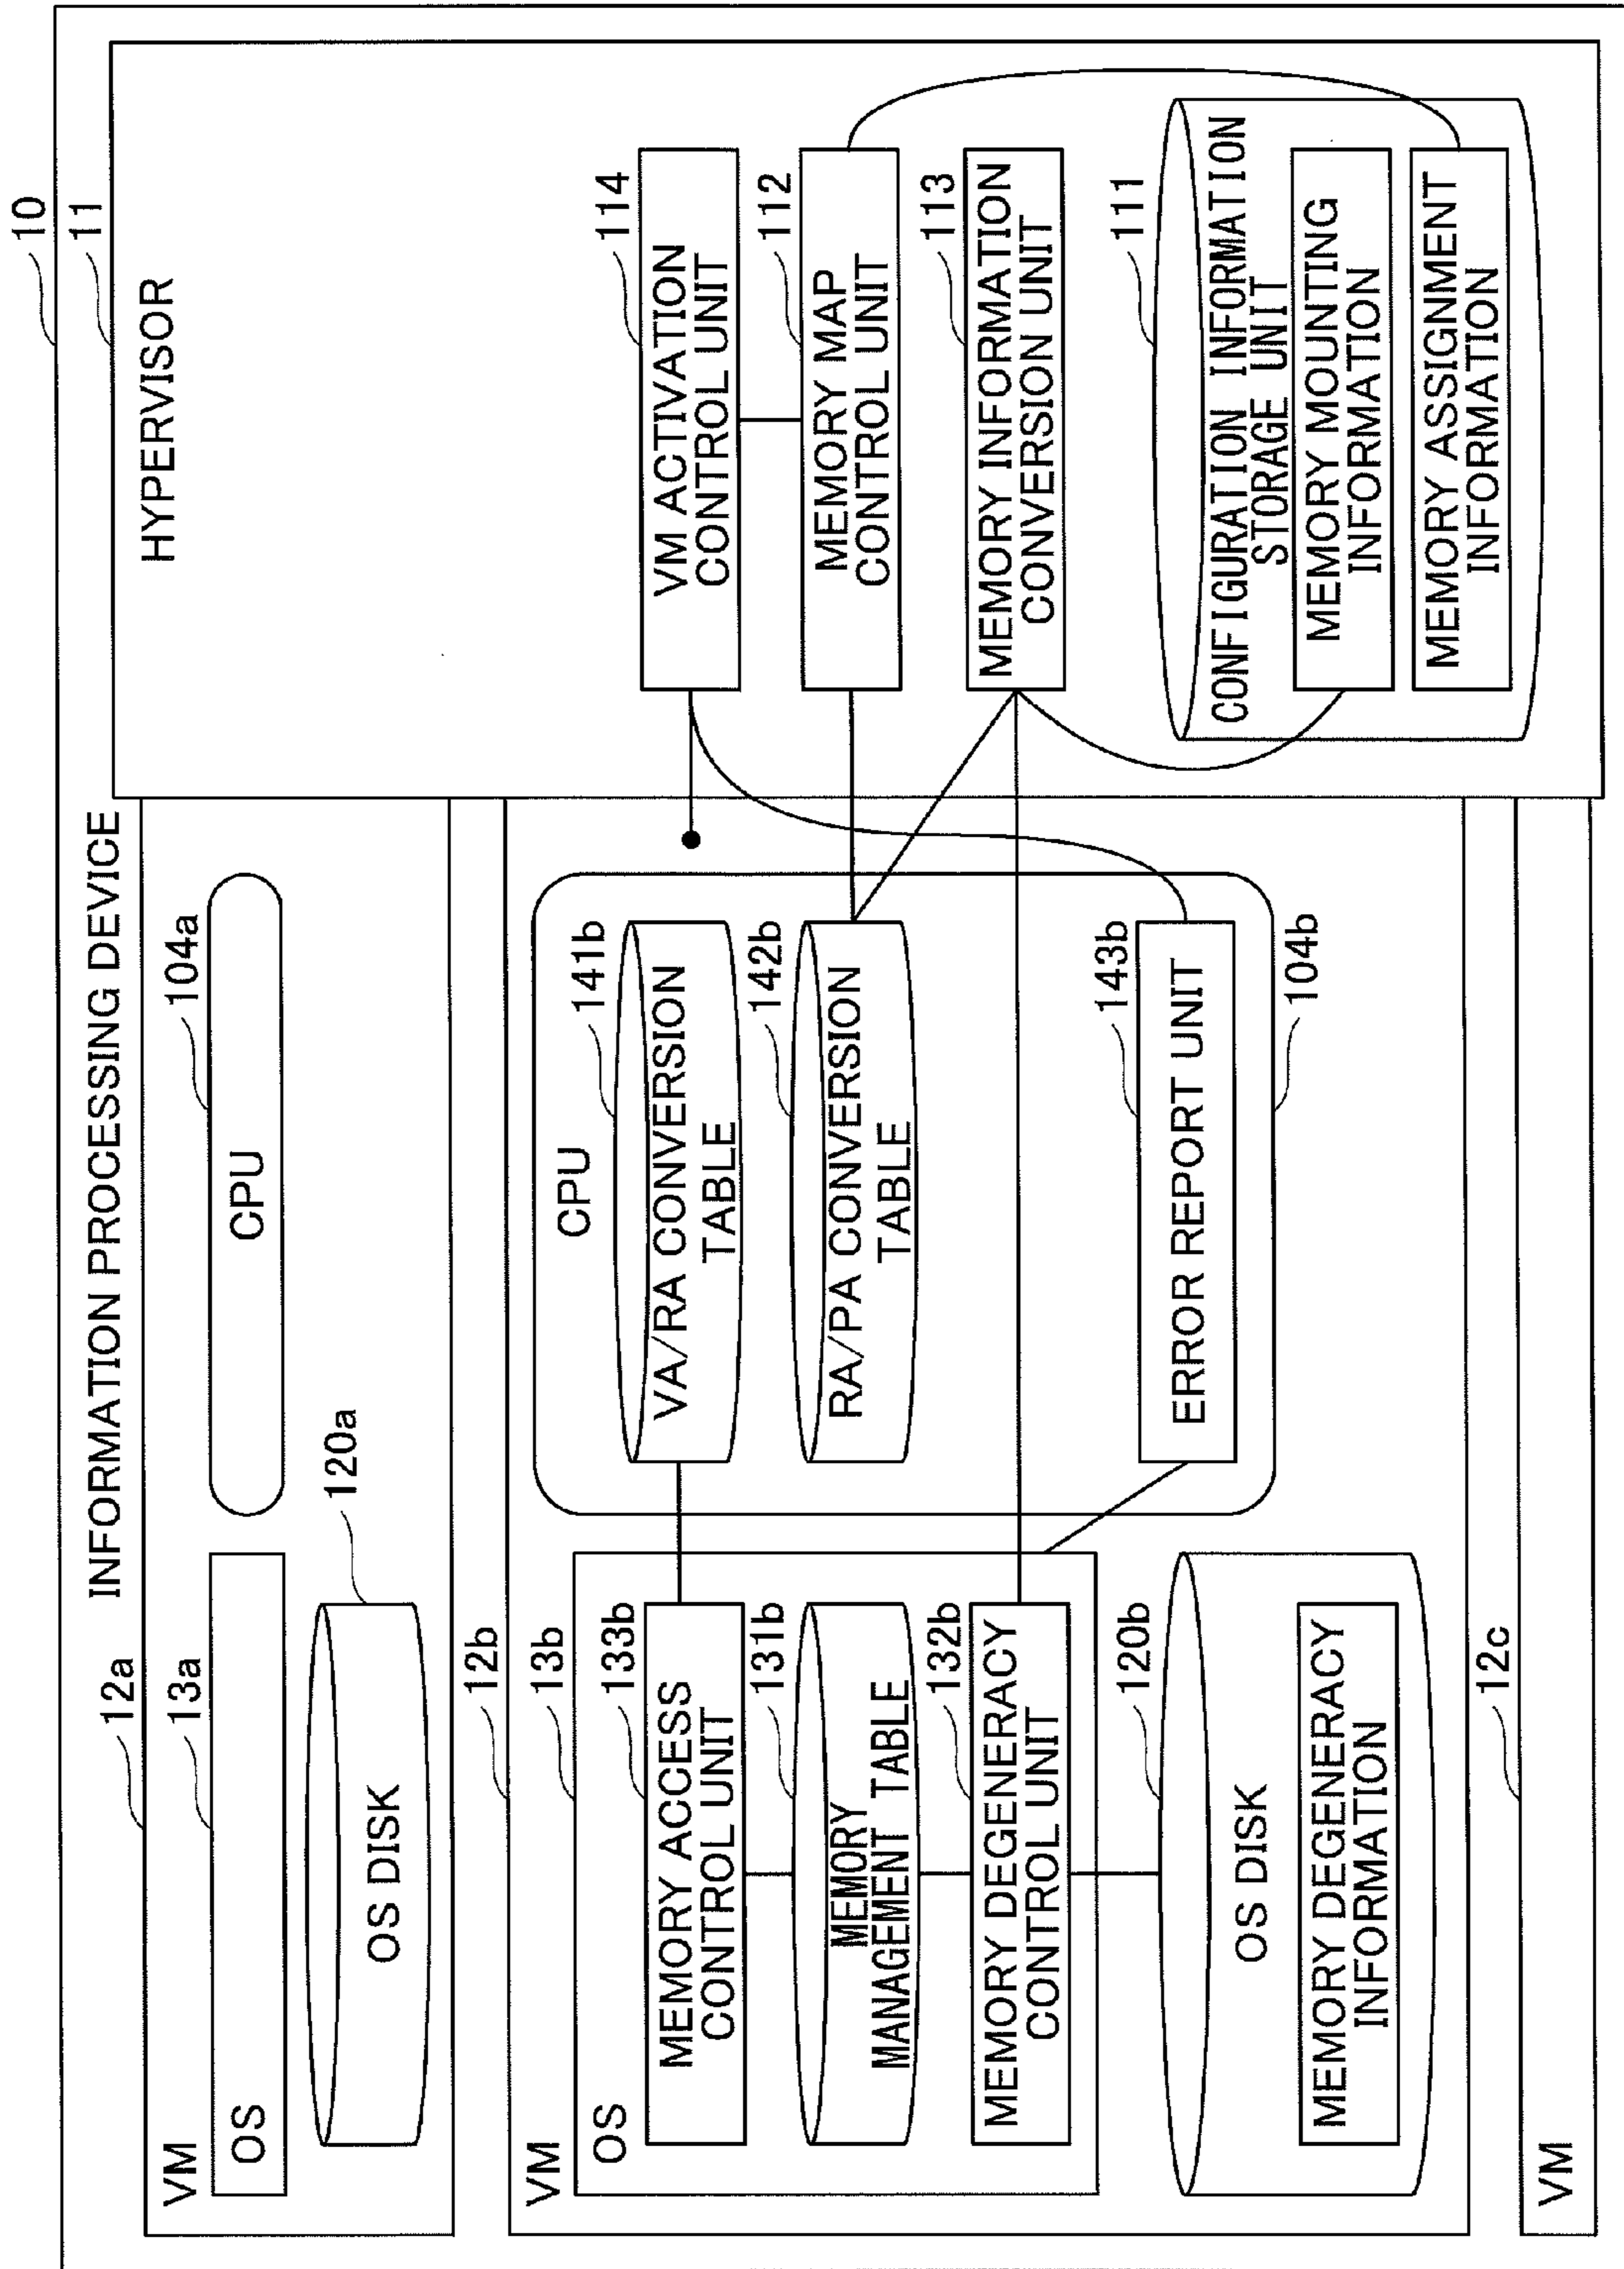 10
INFORMATION PROCESSING DEVICE
11
HYPERVISOR
12a
VM
13a
OS
104a
CPU
120a
OS DISK
12b
VM
13b
OS
133b
MEMORY ACCESS
CONTROL UNIT
131b
MEMORY
MANAGEMENT TABLE
132b
MEMORY DEGENERACY
CONTROL UNIT
120b
OS DISK
MEMORY DEGENERACY
INFORMATION
CPU
141b
VA/RA CONVERSION
TABLE
142b
RA/PA CONVERSION
TABLE
143b
ERROR REPORT UNIT
104b
114
VM ACTIVATION
CONTROL UNIT
112
MEMORY MAP
CONTROL UNIT
113
MEMORY INFORMATION
CONVERSION UNIT
111
CONFIGURATION INFORMATION
STORAGE UNIT
MEMORY MOUNTING
INFORMATION
MEMORY ASSIGNMENT
INFORMATION
12c
VM